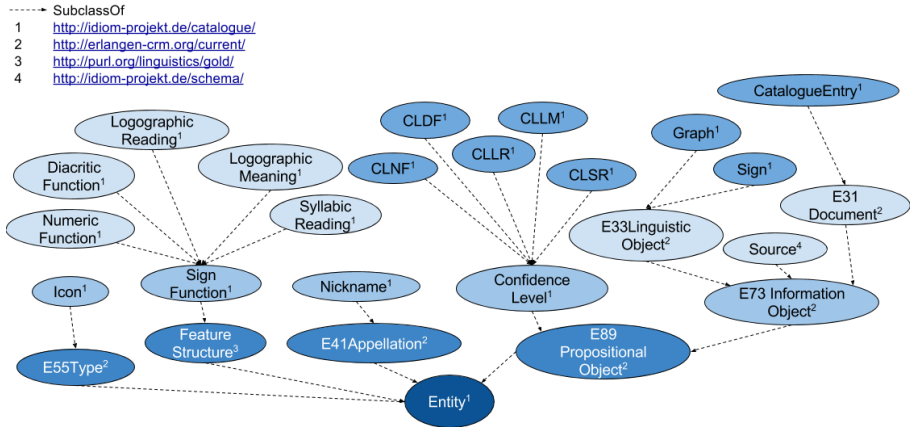 SubclassOf
1 http://idiom-projekt.de/catalogue/
2 http://erlangen-crm.org/current/
3 http://purl.org/linguistics/gold/
4 http://idiom-projekt.de/schema/
CatalogueEntry¹
Logographic
Reading¹
CLDF¹
CLLM¹
Graph¹
Diacritic
Function¹
Logographic
Meaning¹
CLNF¹
CLLR¹
CLSR¹
Sign¹
Numeric
Function¹
Syllabic
Reading¹
E33Linguistic
Object²
E31
Document²
Source⁴
Icon¹
Sign
Function¹
Nickname¹
Confidence
Level¹
E73 Information
Object²
Feature
Structure³
E41Appellation²
E89
Propositional
Object²
E55Type²
Entity¹